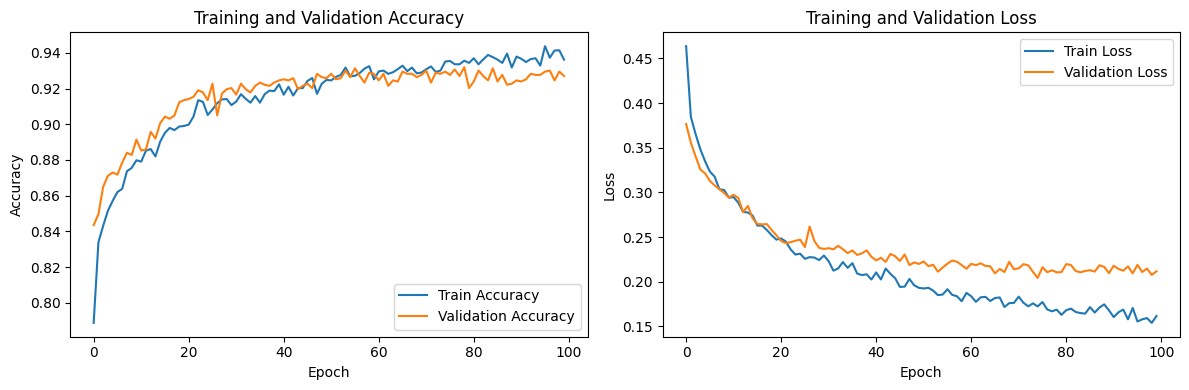 Training and Validation Accuracy
Accuracy
0.94
0.92
0.90
0.88
0.86
0.84
0.82
0.80
Train Accuracy
Validation Accuracy
0 20 40 60 80 100
Epoch
Training and Validation Loss
Loss
0.45
0.40
0.35
0.30
0.25
0.20
0.15
Train Loss
Validation Loss
0 20 40 60 80 100
Epoch